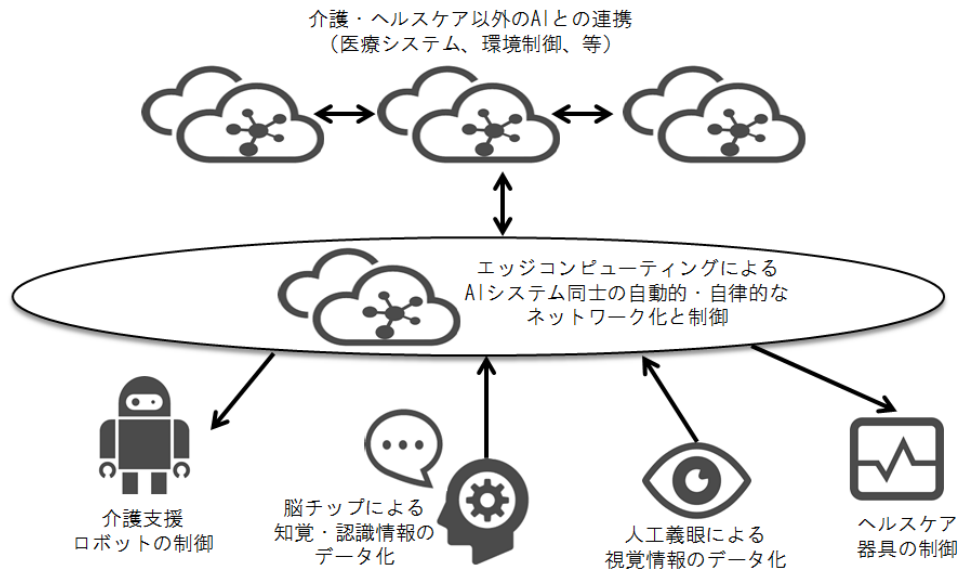 介護・ヘルスケア以外のAIとの連携
（医療システム、環境制御、等）
エッジコンピューティングによる
AIシステム同士の自動的・自律的な
ネットワーク化と制御
介護支援
ロボットの制御
脳チップによる
知覚・認識情報の
データ化
人工義眼による
視覚情報のデータ化
ヘルスケア
器具の制御